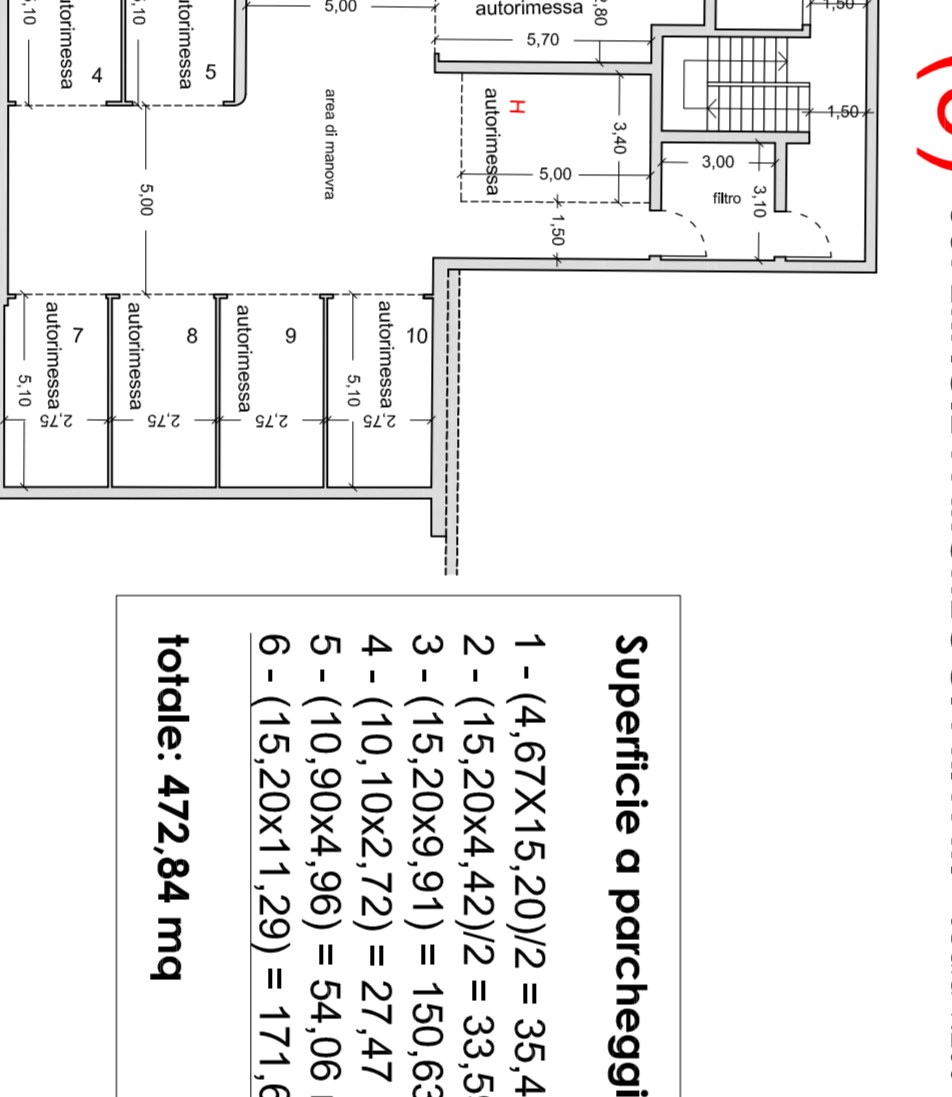 5,00
autorimessa
5,70
1,50
autorimessa
4
autorimessa
5
area di manovra
H
autorimessa
3,40
5,00
1,50
1,50
3,00
filtro
3,10
5,00
7
autorimessa
5,10
2,75
8
autorimessa
2,75
9
autorimessa
2,75
10
autorimessa
5,10
2,75
Superficie a parcheggi
1 - (4,67X15,20)/2 = 35,4
2 - (15,20x4,42)/2 = 33,5
3 - (15,20x9,91) = 150,63
4 - (10,10x2,72) = 27,47
5 - (10,90x4,96) = 54,06
6 - (15,20x11,29) = 171,6
totale: 472,84 mq